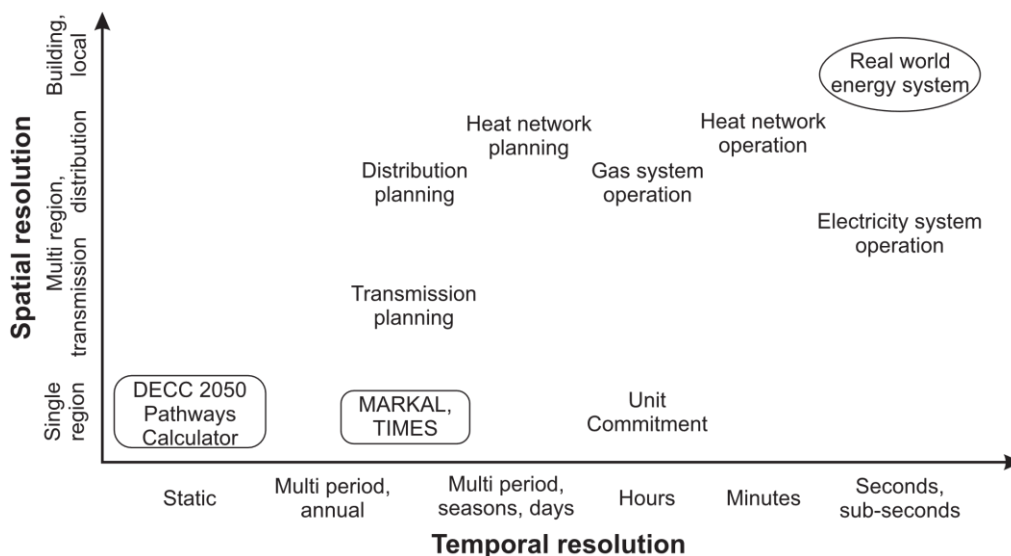 Spatial resolution
Building,
local
Multi region,
distribution
transmission
Single
region
Real world
energy system
Heat network
planning
Heat network
operation
Distribution
planning
Gas system
operation
Electricity system
operation
Transmission
planning
DECC 2050
Pathways
Calculator
MARKAL,
TIMES
Unit
Commitment
Static
Multi period,
annual
Multi period,
seasons, days
Hours
Minutes
Seconds,
sub-seconds
Temporal resolution